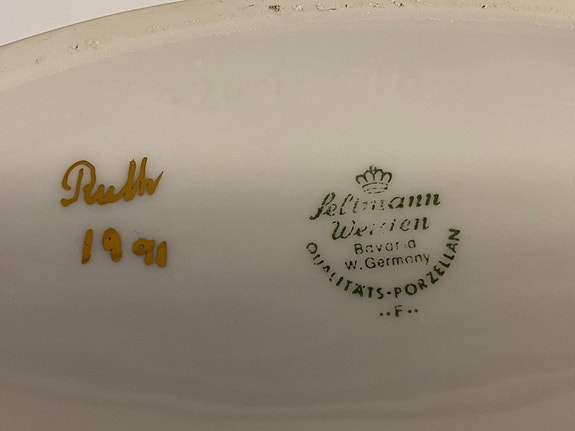 Ruth
1991
Seltmann
Weiden
Bavaria
W. Germany
QUALITÄTS-PORZELLAN
..F..